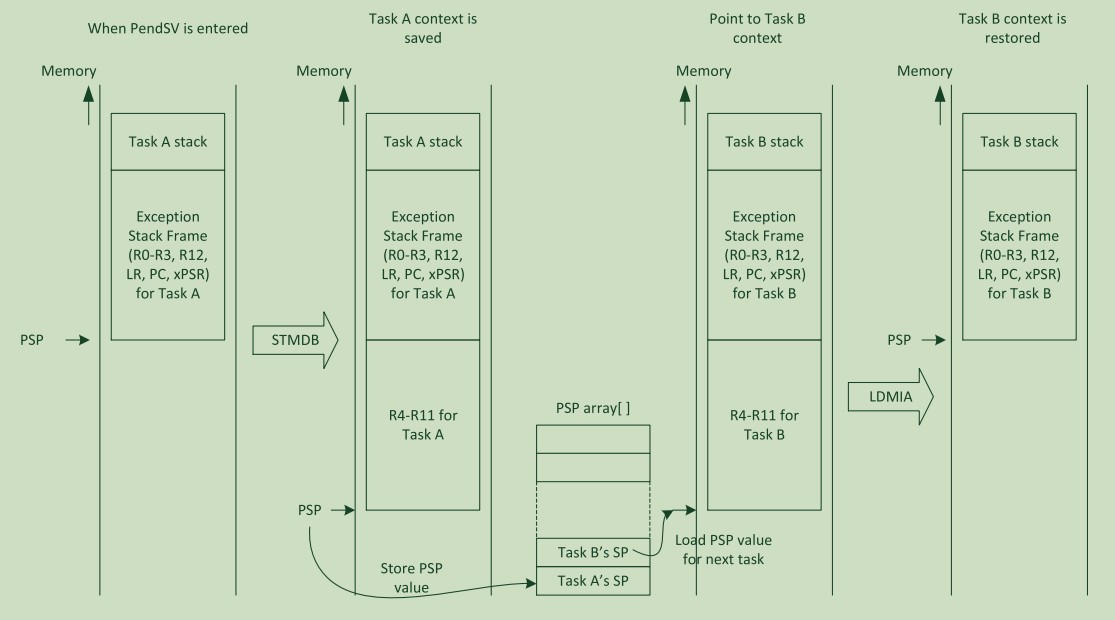 When PendSV is entered
Memory
Task A stack
Exception
Stack Frame
(R0-R3, R12,
LR, PC, xPSR)
for Task A
PSP
STMDB
Task A context is
saved
Memory
Task A stack
Exception
Stack Frame
(R0-R3, R12,
LR, PC, xPSR)
for Task A
R4-R11 for
Task A
PSP
Store PSP
value
PSP array[ ]
Task B's SP
Task A's SP
Load PSP value
for next task
Point to Task B
context
Memory
Task B stack
Exception
Stack Frame
(R0-R3, R12,
LR, PC, xPSR)
for Task B
R4-R11 for
Task B
LDMIA
Task B context is
restored
Memory
Task B stack
Exception
Stack Frame
(R0-R3, R12,
LR, PC, xPSR)
for Task B
PSP